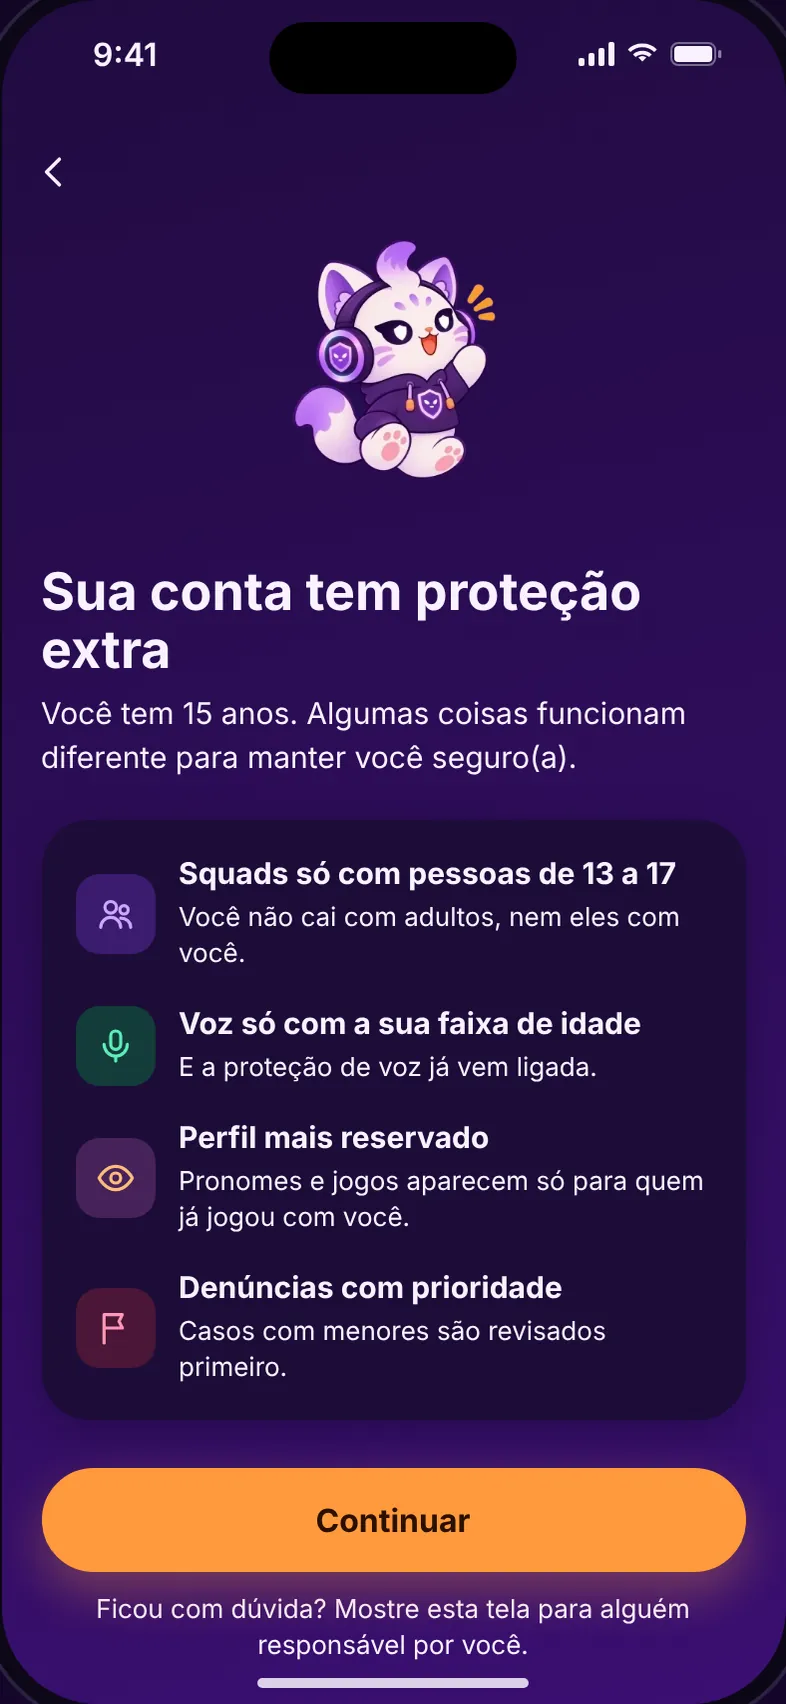 9:41
Sua conta tem proteção
extra
Você tem 15 anos. Algumas coisas funcionam
diferente para manter você seguro(a).
Squads só com pessoas de 13 a 17
Você não cai com adultos, nem eles com
você.
Voz só com a sua faixa de idade
E a proteção de voz já vem ligada.
Perfil mais reservado
Pronomes e jogos aparecem só para quem
já jogou com você.
Denúncias com prioridade
Casos com menores são revisados
primeiro.
Continuar
Ficou com dúvida? Mostre esta tela para alguém
responsável por você.